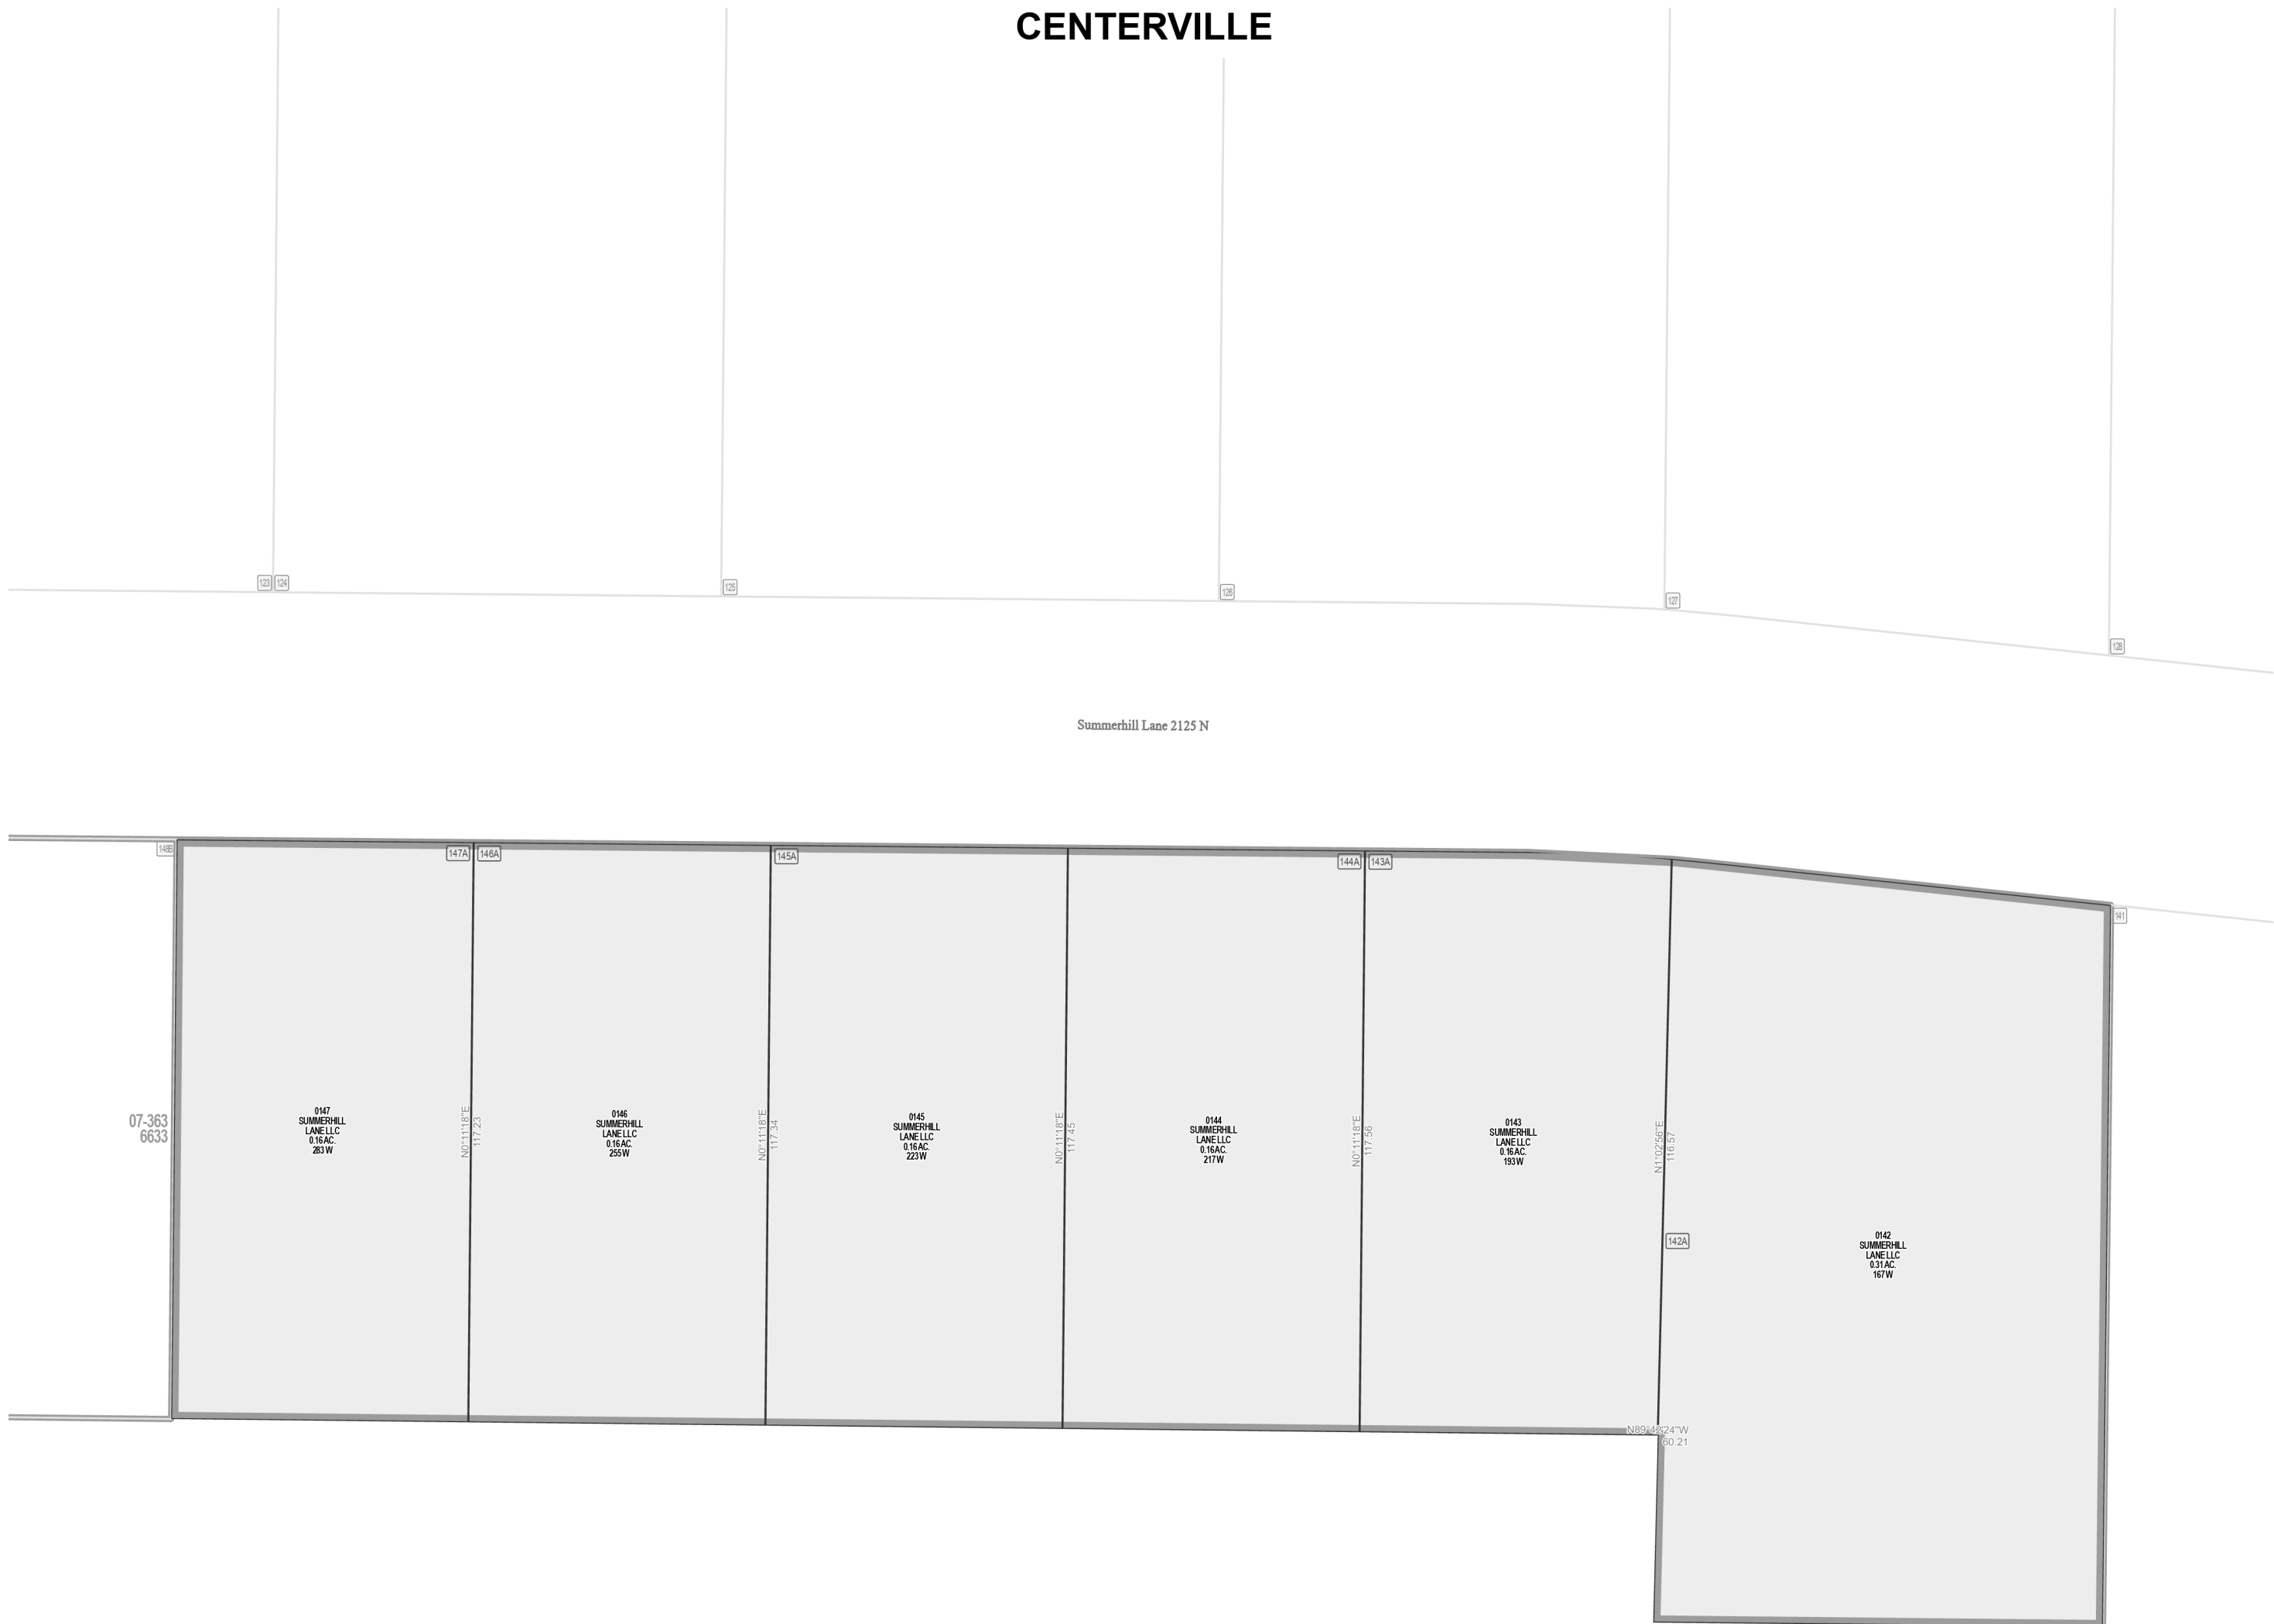 CENTERVILLE
123
124
125
126
127
128
Summerhill Lane 2125 N
148B
147A
146A
145A
144A
143A
141
07-363
6633
0147
SUMMERHILL
LANE LLC
0.16 AC.
283 W
N0°11'18"E
117.23
0146
SUMMERHILL
LANE LLC
0.16 AC.
255 W
N0°11'18"E
117.34
0145
SUMMERHILL
LANE LLC
0.16 AC.
223 W
N0°11'18"E
117.45
0144
SUMMERHILL
LANE LLC
0.16 AC.
217 W
N0°11'18"E
117.56
0143
SUMMERHILL
LANE LLC
0.16 AC.
193 W
N1°02'56"E
116.57
142A
0142
SUMMERHILL
LANE LLC
0.31 AC.
167 W
N89°42'24"W
60.21